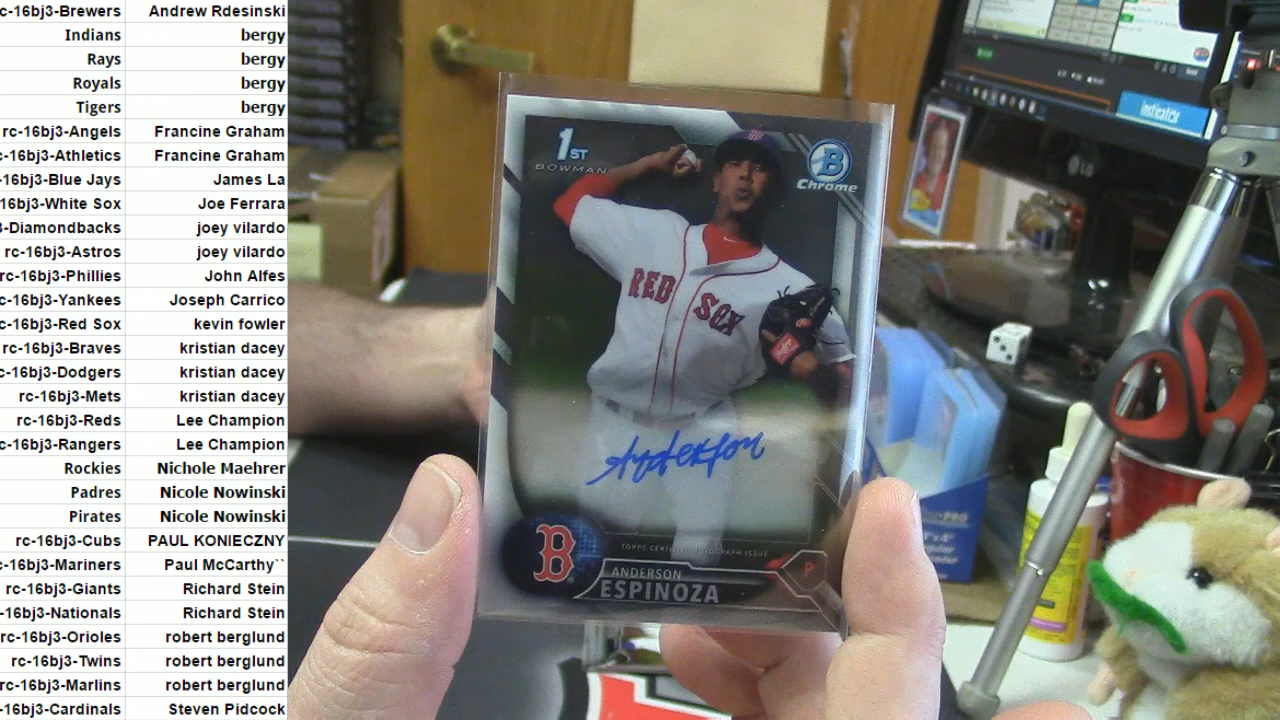 c-16bj3-Brewers Andrew Rdesinski
Indians bergy
Rays bergy
Royals bergy
Tigers bergy
rc-16bj3-Angels Francine Graham
c-16bj3-Athletics Francine Graham
-16bj3-Blue Jays James La
16bj3-White Sox Joe Ferrara
3-Diamondbacks joey vilardo
rc-16bj3-Astros joey vilardo
rc-16bj3-Phillies John Alfes
c-16bj3-Yankees Joseph Carrico
c-16bj3-Red Sox kevin fowler
rc-16bj3-Braves kristian dacey
c-16bj3-Dodgers kristian dacey
rc-16bj3-Mets kristian dacey
rc-16bj3-Reds Lee Champion
c-16bj3-Rangers Lee Champion
Rockies Nichole Maehrer
Padres Nicole Nowinski
Pirates Nicole Nowinski
rc-16bj3-Cubs PAUL KONIECZNY
c-16bj3-Mariners Paul McCarthy``
rc-16bj3-Giants Richard Stein
-16bj3-Nationals Richard Stein
rc-16bj3-Orioles robert berglund
rc-16bj3-Twins robert berglund
rc-16bj3-Marlins robert berglund
-16bj3-Cardinals Steven Pidcock
1ST
BOWMAN
B
Chrome
RED SOX
Anderson
B
TOPPS CERTIFIED AUTOGRAPH ISSUE
ANDERSON
ESPINOZA
P
LG